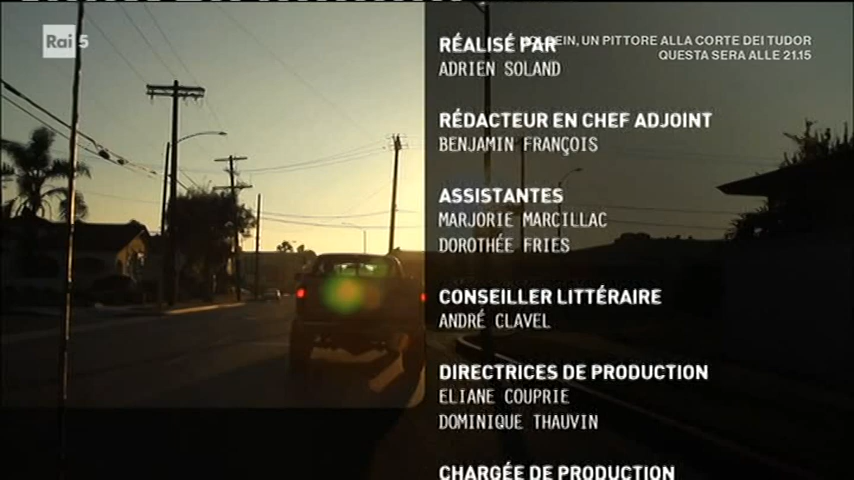 Rai 5
RÉALISÉ PAR
ADRIEN SOLAND
UN PITTORE ALLA CORTE DEI TUDOR
QUESTA SERA ALLE 21.15
RÉDACTEUR EN CHEF ADJOINT
BENJAMIN FRANÇOIS
ASSISTANTES
MARJORIE MARCILLAC
DOROTHÉE FRIES
CONSEILLER LITTÉRAIRE
ANDRÉ CLAVEL
DIRECTRICES DE PRODUCTION
ELIANE COUPRIE
DOMINIQUE THAUVIN
CHARGÉE DE PRODUCTION